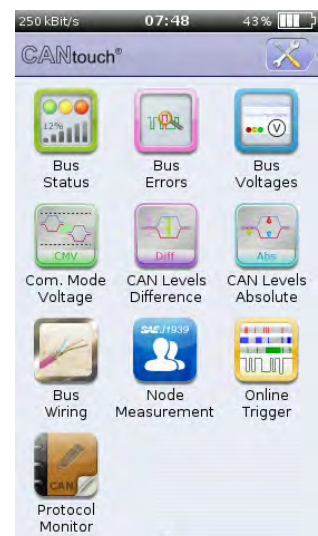 250 kBit/s 07:48 43%
CANtouch®
12%
V
Bus Status
Bus Errors
Bus Voltages
CMV
Diff
Abs
Com. Mode Voltage
CAN Levels Difference
CAN Levels Absolute
SAE J1939
Bus Wiring
Node Measurement
Online Trigger
CAN
Protocol Monitor